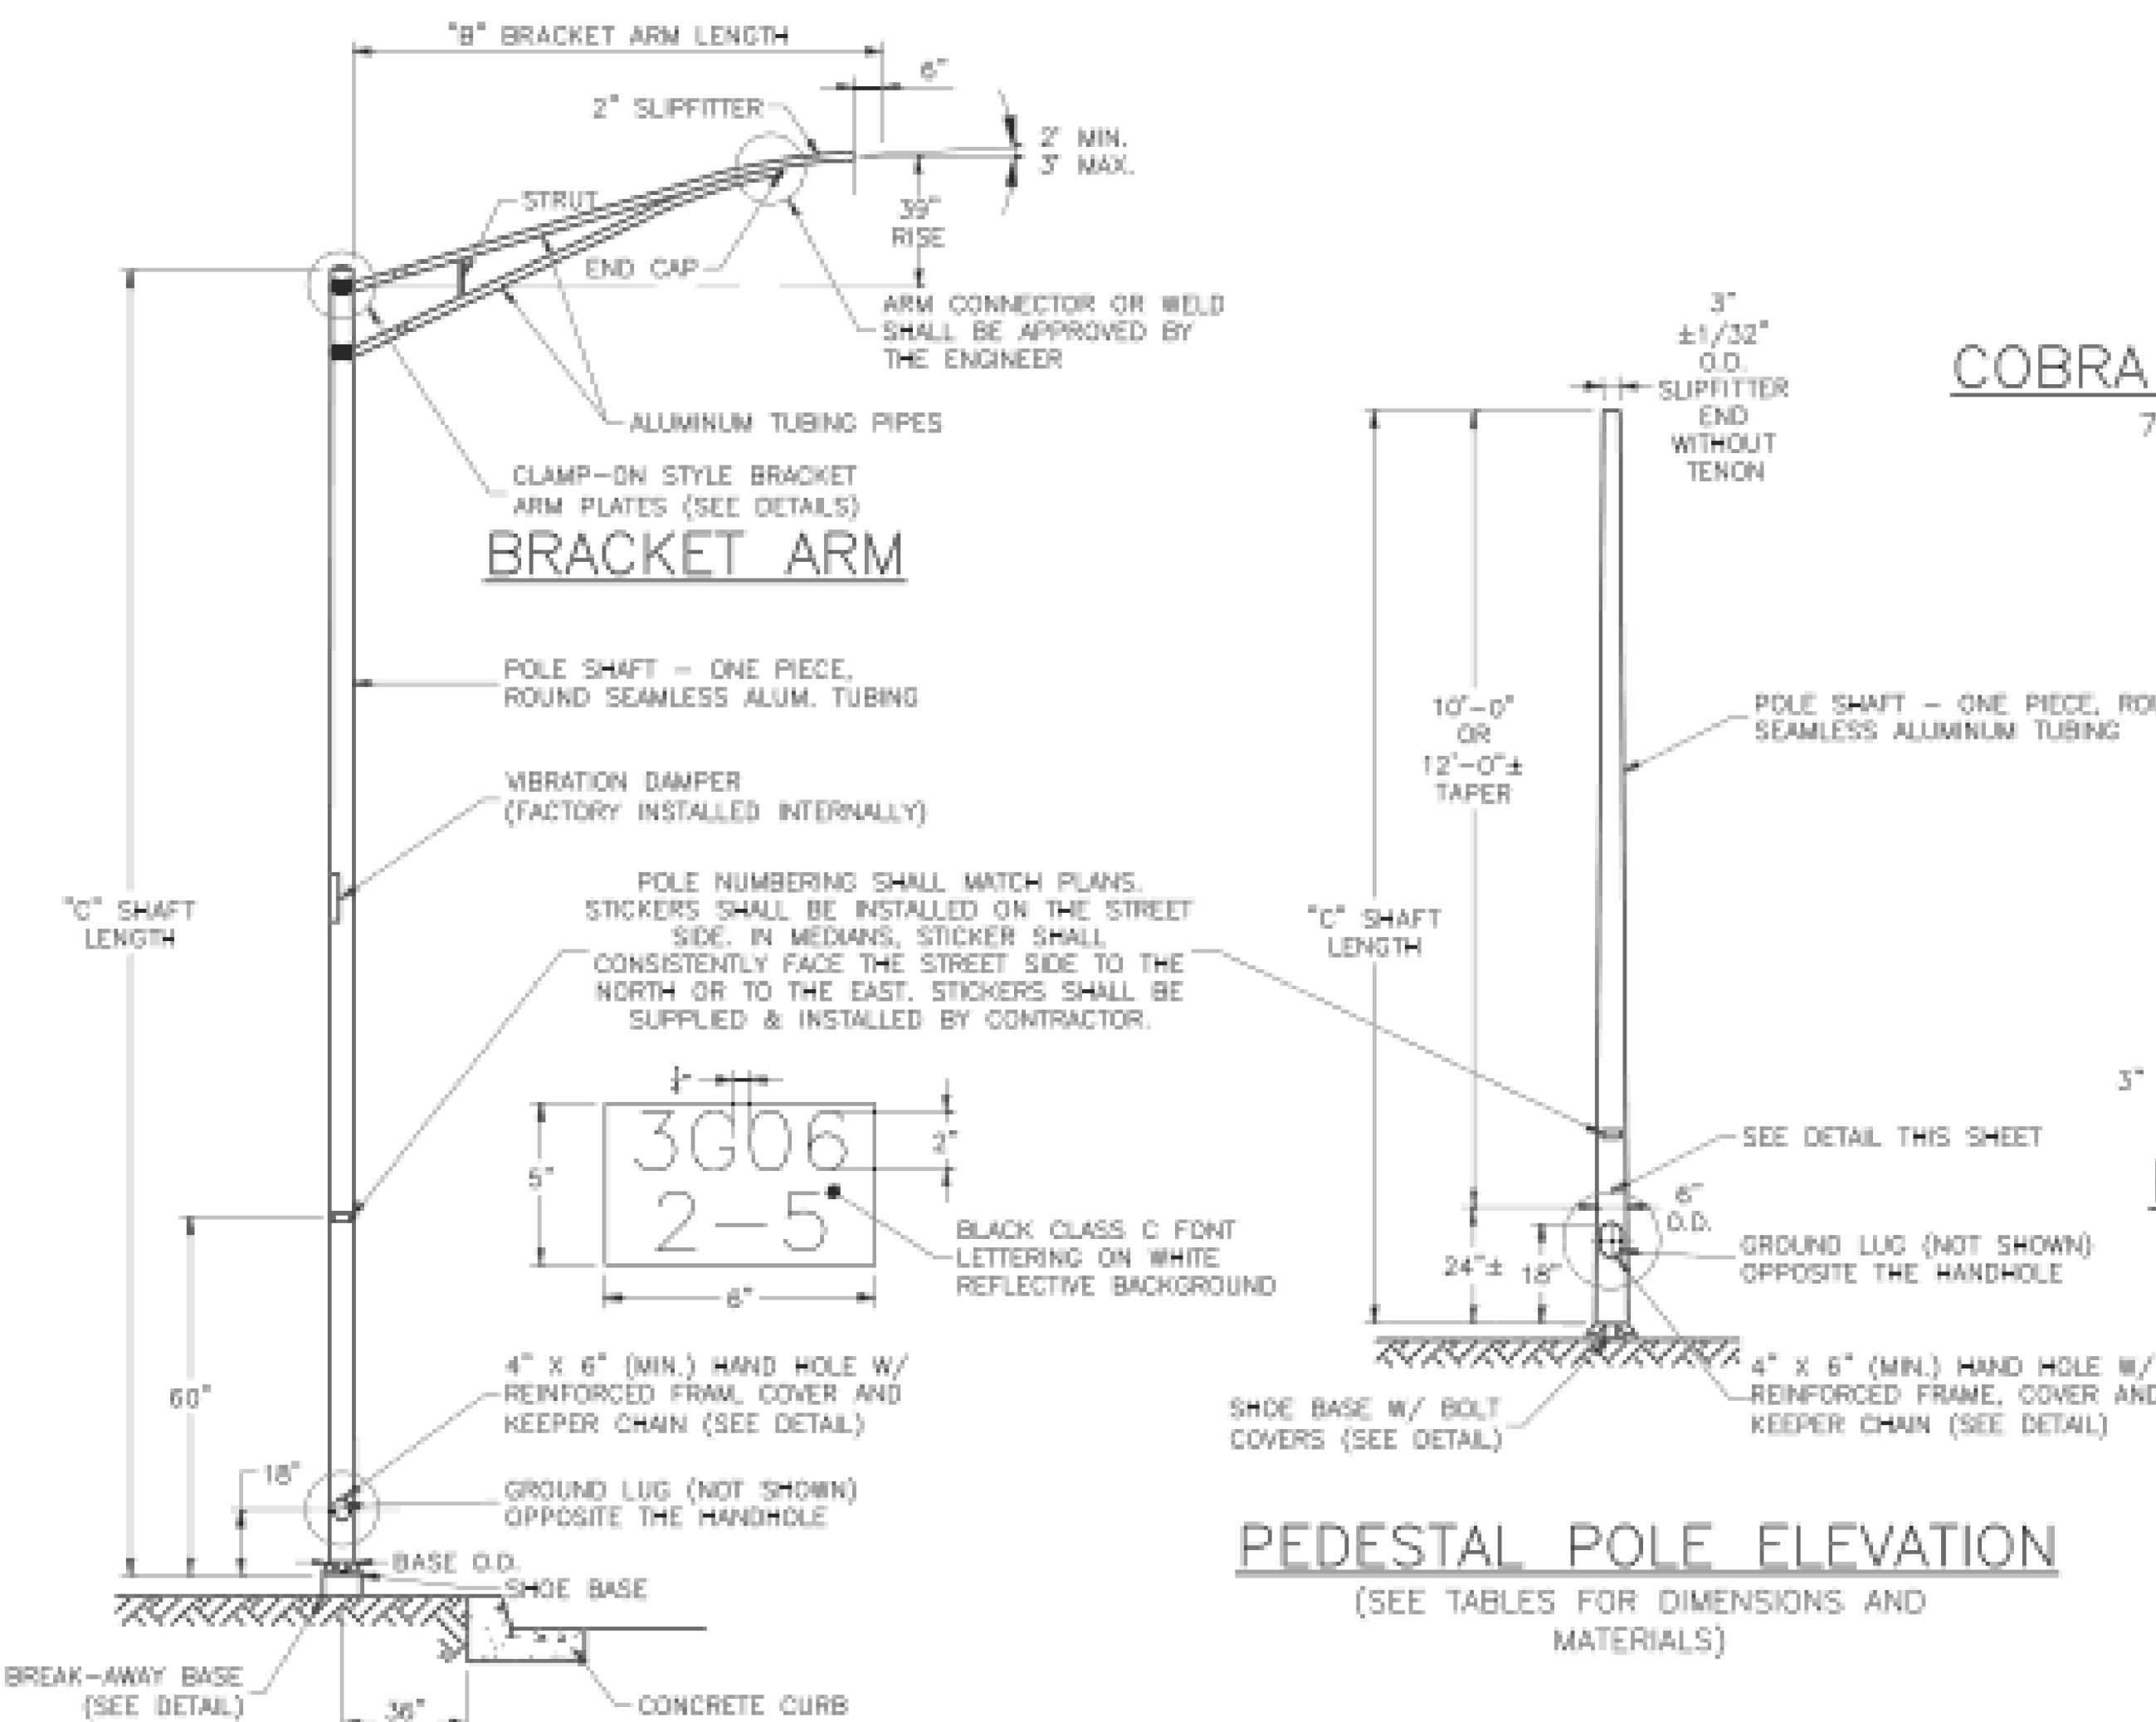 "B" BRACKET ARM LENGTH
6"
2" SLIPFITTER
2° MIN.
3° MAX.
STRUT
39"
RISE
END CAP
ARM CONNECTOR OR WELD
SHALL BE APPROVED BY
THE ENGINEER
ALUMINUM TUBING PIPES
CLAMP-ON STYLE BRACKET
ARM PLATES (SEE DETAILS)
BRACKET ARM
POLE SHAFT - ONE PIECE,
ROUND SEAMLESS ALUM. TUBING
VIBRATION DAMPER
(FACTORY INSTALLED INTERNALLY)
"C" SHAFT
LENGTH
POLE NUMBERING SHALL MATCH PLANS.
STICKERS SHALL BE INSTALLED ON THE STREET
SIDE. IN MEDIANS, STICKER SHALL
CONSISTENTLY FACE THE STREET SIDE TO THE
NORTH OR TO THE EAST. STICKERS SHALL BE
SUPPLIED & INSTALLED BY CONTRACTOR.
3G06
2-5
5"
2"
6"
BLACK CLASS C FONT
LETTERING ON WHITE
REFLECTIVE BACKGROUND
60"
18"
4" X 6" (MIN.) HAND HOLE W/
REINFORCED FRAM, COVER AND
KEEPER CHAIN (SEE DETAIL)
GROUND LUG (NOT SHOWN)
OPPOSITE THE HANDHOLE
BASE O.D.
SHOE BASE
BREAK-AWAY BASE
(SEE DETAIL)
36"
CONCRETE CURB
3"
±1/32"
O.D.
SLIPFITTER
END
WITHOUT
TENON
COBRA
7
10'-0"
OR
12'-0"±
TAPER
POLE SHAFT - ONE PIECE, ROU
SEAMLESS ALUMINUM TUBING
"C" SHAFT
LENGTH
3"
SEE DETAIL THIS SHEET
6"
O.D.
24"± 18"
GROUND LUG (NOT SHOWN)
OPPOSITE THE HANDHOLE
4" X 6" (MIN.) HAND HOLE W/
REINFORCED FRAME, COVER AND
KEEPER CHAIN (SEE DETAIL)
SHOE BASE W/ BOLT
COVERS (SEE DETAIL)
PEDESTAL POLE ELEVATION
(SEE TABLES FOR DIMENSIONS AND
MATERIALS)